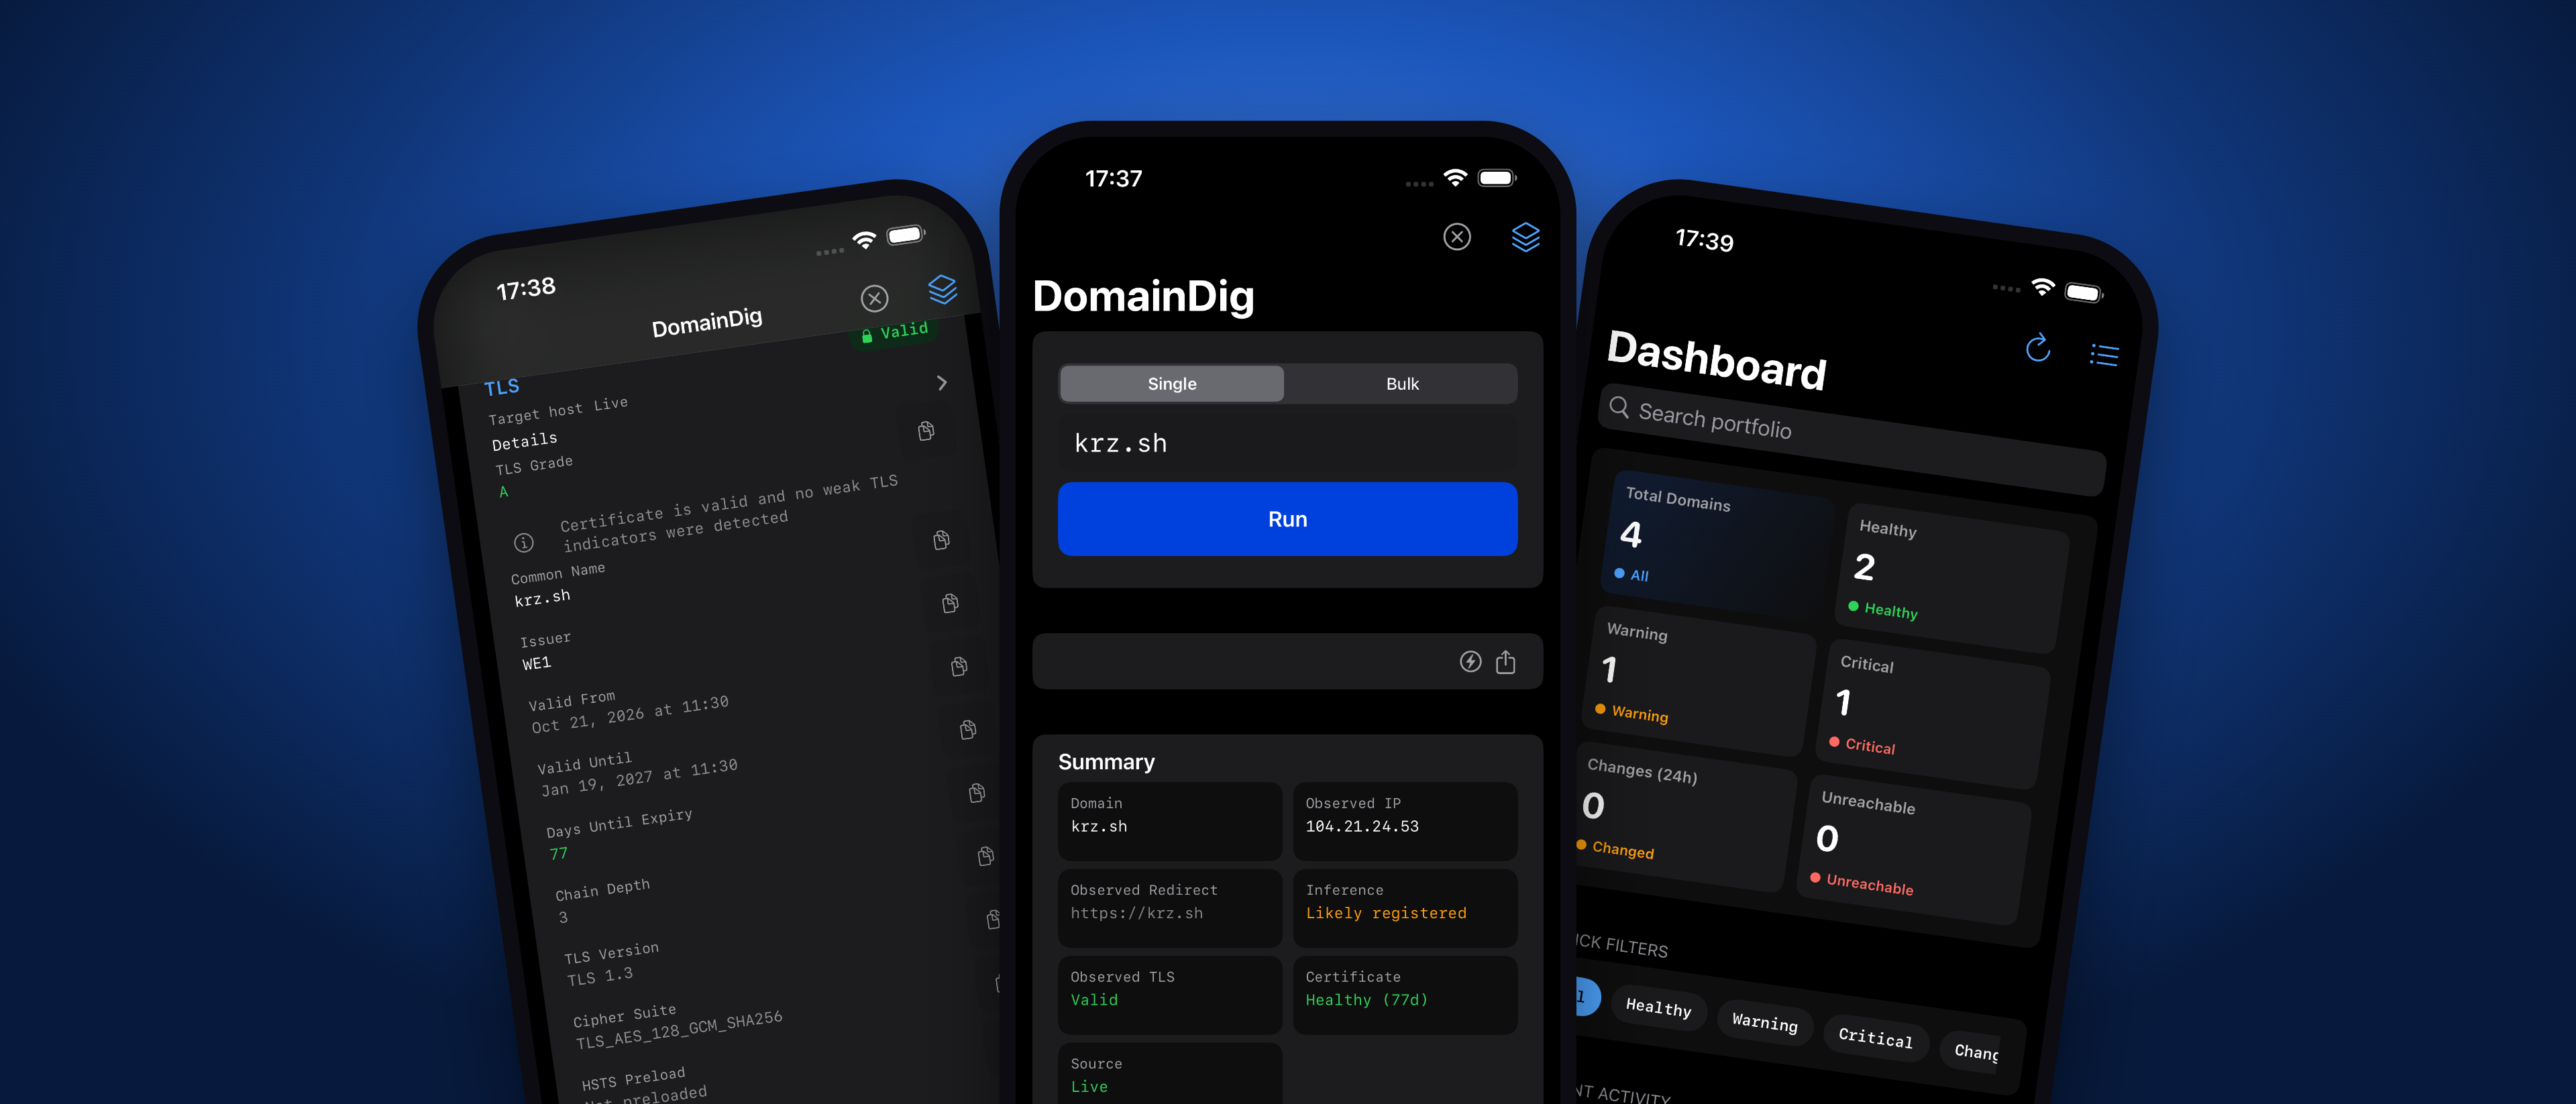 17:38
DomainDig
Valid
TLS
Target host Live
Details
TLS Grade
A
Certificate is valid and no weak TLS
indicators were detected
Common Name
krz.sh
Issuer
WE1
Valid From
Oct 21, 2026 at 11:30
Valid Until
Jan 19, 2027 at 11:30
Days Until Expiry
77
Chain Depth
3
TLS Version
TLS 1.3
Cipher Suite
TLS_AES_128_GCM_SHA256
HSTS Preload
Not preloaded
17:37
DomainDig
Single Bulk
krz.sh
Run
Summary
Domain
krz.sh
Observed IP
104.21.24.53
Observed Redirect
https://krz.sh
Inference
Likely registered
Observed TLS
Valid
Certificate
Healthy (77d)
Source
Live
17:39
Dashboard
Search portfolio
Total Domains
4
All
Healthy
2
Healthy
Warning
1
Warning
Critical
1
Critical
Changes (24h)
0
Changed
Unreachable
0
Unreachable
FILTERS
Healthy Warning Critical
ACTIVITY